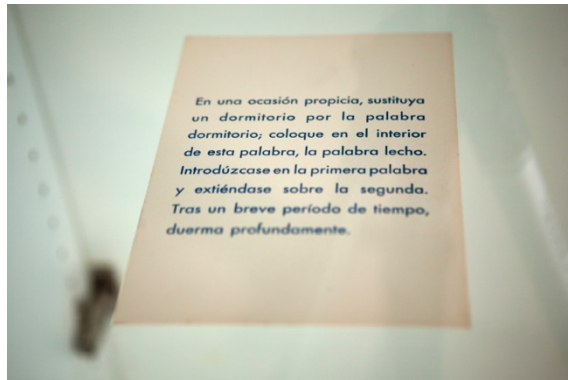 En una ocasión propicia, sustituya
un dormitorio por la palabra
dormitorio; coloque en el interior
de esta palabra, la palabra lecho.
Introdúzcase en la primera palabra
y extiéndase sobre la segunda.
Tras un breve período de tiempo,
duerma profundamente.